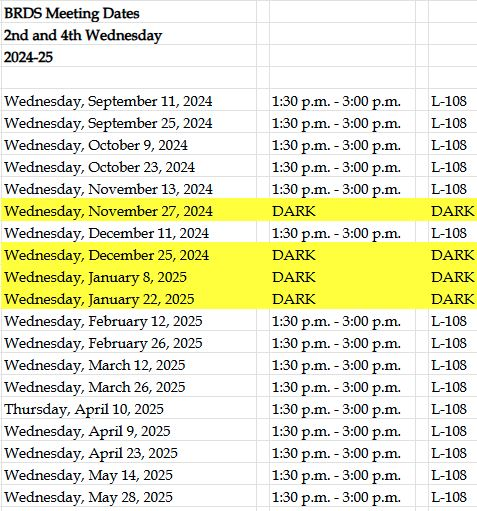 BRDS Meeting Dates
2nd and 4th Wednesday
2024-25
Wednesday, September 11, 2024 1:30 p.m. - 3:00 p.m. L-108
Wednesday, September 25, 2024 1:30 p.m. - 3:00 p.m. L-108
Wednesday, October 9, 2024 1:30 p.m. - 3:00 p.m. L-108
Wednesday, October 23, 2024 1:30 p.m. - 3:00 p.m. L-108
Wednesday, November 13, 2024 1:30 p.m. - 3:00 p.m. L-108
Wednesday, November 27, 2024 DARK DARK
Wednesday, December 11, 2024 1:30 p.m. - 3:00 p.m. L-108
Wednesday, December 25, 2024 DARK DARK
Wednesday, January 8, 2025 DARK DARK
Wednesday, January 22, 2025 DARK DARK
Wednesday, February 12, 2025 1:30 p.m. - 3:00 p.m. L-108
Wednesday, February 26, 2025 1:30 p.m. - 3:00 p.m. L-108
Wednesday, March 12, 2025 1:30 p.m. - 3:00 p.m. L-108
Wednesday, March 26, 2025 1:30 p.m. - 3:00 p.m. L-108
Thursday, April 10, 2025 1:30 p.m. - 3:00 p.m. L-108
Wednesday, April 9, 2025 1:30 p.m. - 3:00 p.m. L-108
Wednesday, April 23, 2025 1:30 p.m. - 3:00 p.m. L-108
Wednesday, May 14, 2025 1:30 p.m. - 3:00 p.m. L-108
Wednesday, May 28, 2025 1:30 p.m. - 3:00 p.m. L-108